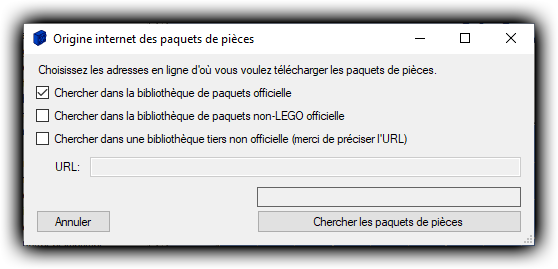 Origine internet des paquets de pièces
Choisissez les adresses en ligne d'où vous voulez télécharger les paquets de pièces.
Chercher dans la bibliothèque de paquets officielle
Chercher dans la bibliothèque de paquets non-LEGO officielle
Chercher dans une bibliothèque tiers non officielle (merci de préciser l'URL)
URL:
Annuler
Chercher les paquets de pièces